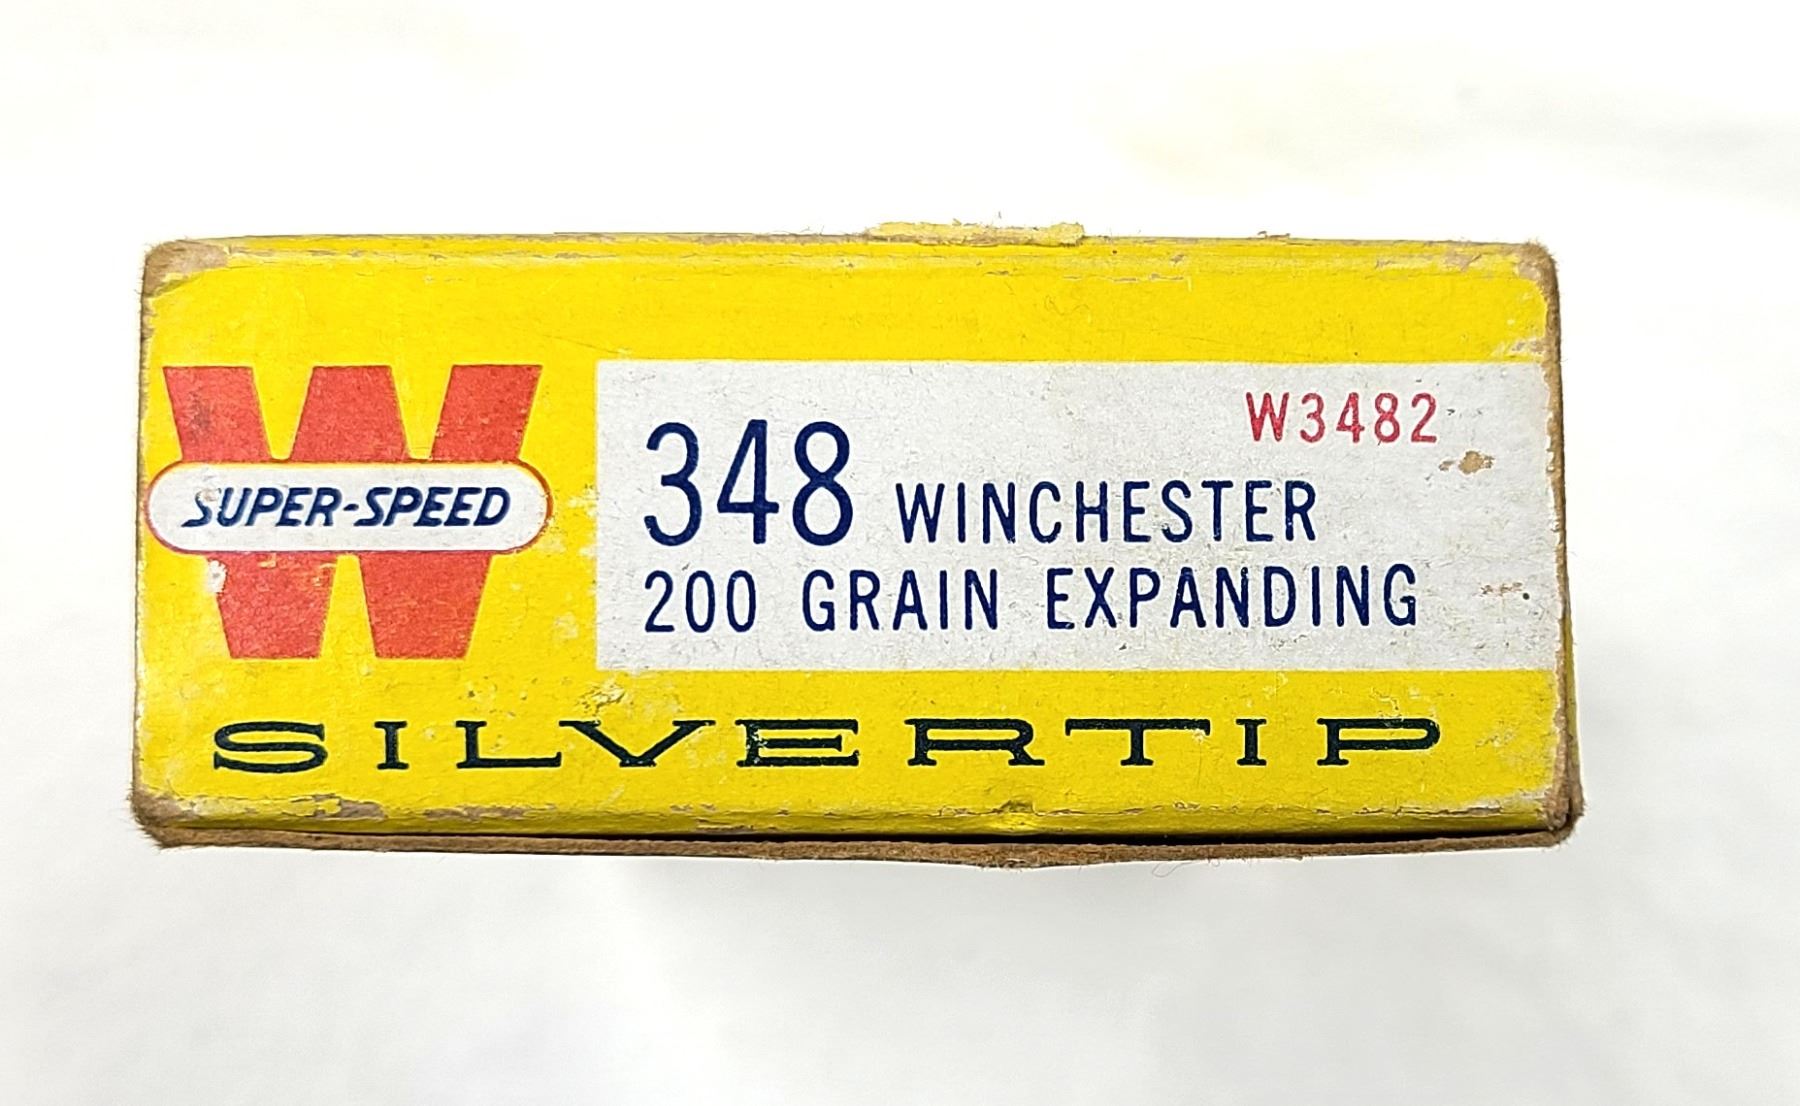 W
SUPER-SPEED
W3482
348 WINCHESTER
200 GRAIN EXPANDING
SILVERTIP